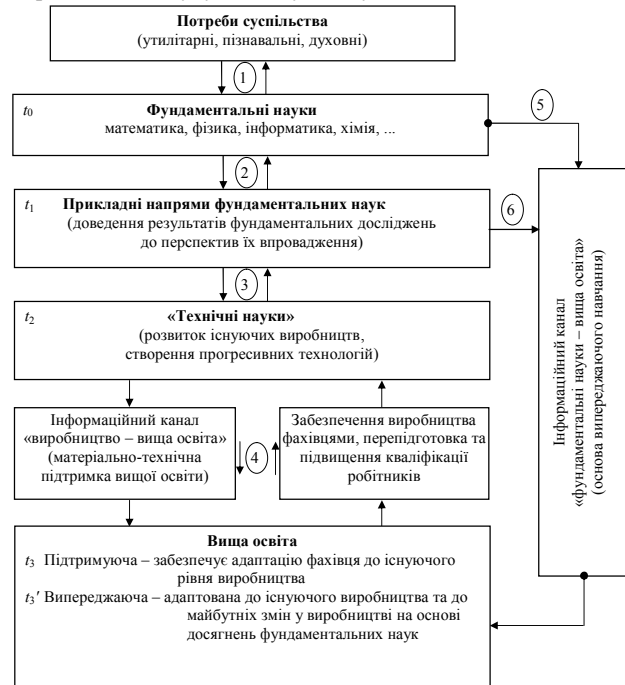 Потреби суспільства
(утилітарні, пізнавальні, духовні)
1
t0 Фундаментальні науки
математика, фізика, інформатика, хімія, ...
5
2
t1 Прикладні напрями фундаментальних наук
(доведення результатів фундаментальних досліджень
до перспектив їх впровадження)
6
3
t2 «Технічні науки»
(розвиток існуючих виробництв,
створення прогресивних технологій)
Інформаційний канал
«виробництво – вища освіта»
(матеріально-технічна
підтримка вищої освіти)
4
Забезпечення виробництва
фахівцями, перепідготовка та
підвищення кваліфікації
робітників
Інформаційний канал
«фундаментальні науки – вища освіта»
(основа випереджаючого навчання)
Вища освіта
t3 Підтримуюча – забезпечує адаптацію фахівця до існуючого
рівня виробництва
t3′ Випереджаюча – адаптована до існуючого виробництва та до
майбутніх змін у виробництві на основі
досягнень фундаментальних наук